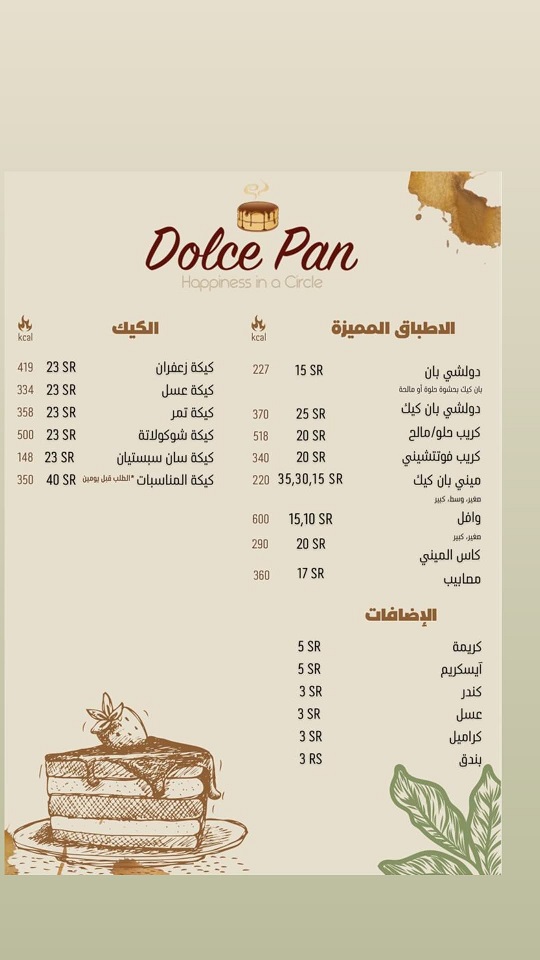 Dolce Pan
Happiness in a Circle
الاطباق المميزة
kcal
دولشي بان 15 SR 227
بان كيك بحشوة حلوة أو مالحة
دولشي بان كيك 25 SR 370
كريب حلو/مالح 20 SR 518
كريب فوتتشيني 20 SR 340
ميني بان كيك 35,30,15 SR 220
صغير، وسط، كبير
وافل 15,10 SR 600
صغير، كبير
كاس الميني 20 SR 290
مصابيب 17 SR 360
الإضافات
كريمة 5 SR
آيسكريم 5 SR
كندر 3 SR
عسل 3 SR
كراميل 3 SR
بندق 3 RS
الكيك
kcal
كيكة زعفران 23 SR 419
كيكة عسل 23 SR 334
كيكة تمر 23 SR 358
كيكة شوكولاتة 23 SR 500
كيكة سان سبستيان 23 SR 148
كيكة المناسبات *الطلب قبل يومين 40 SR 350